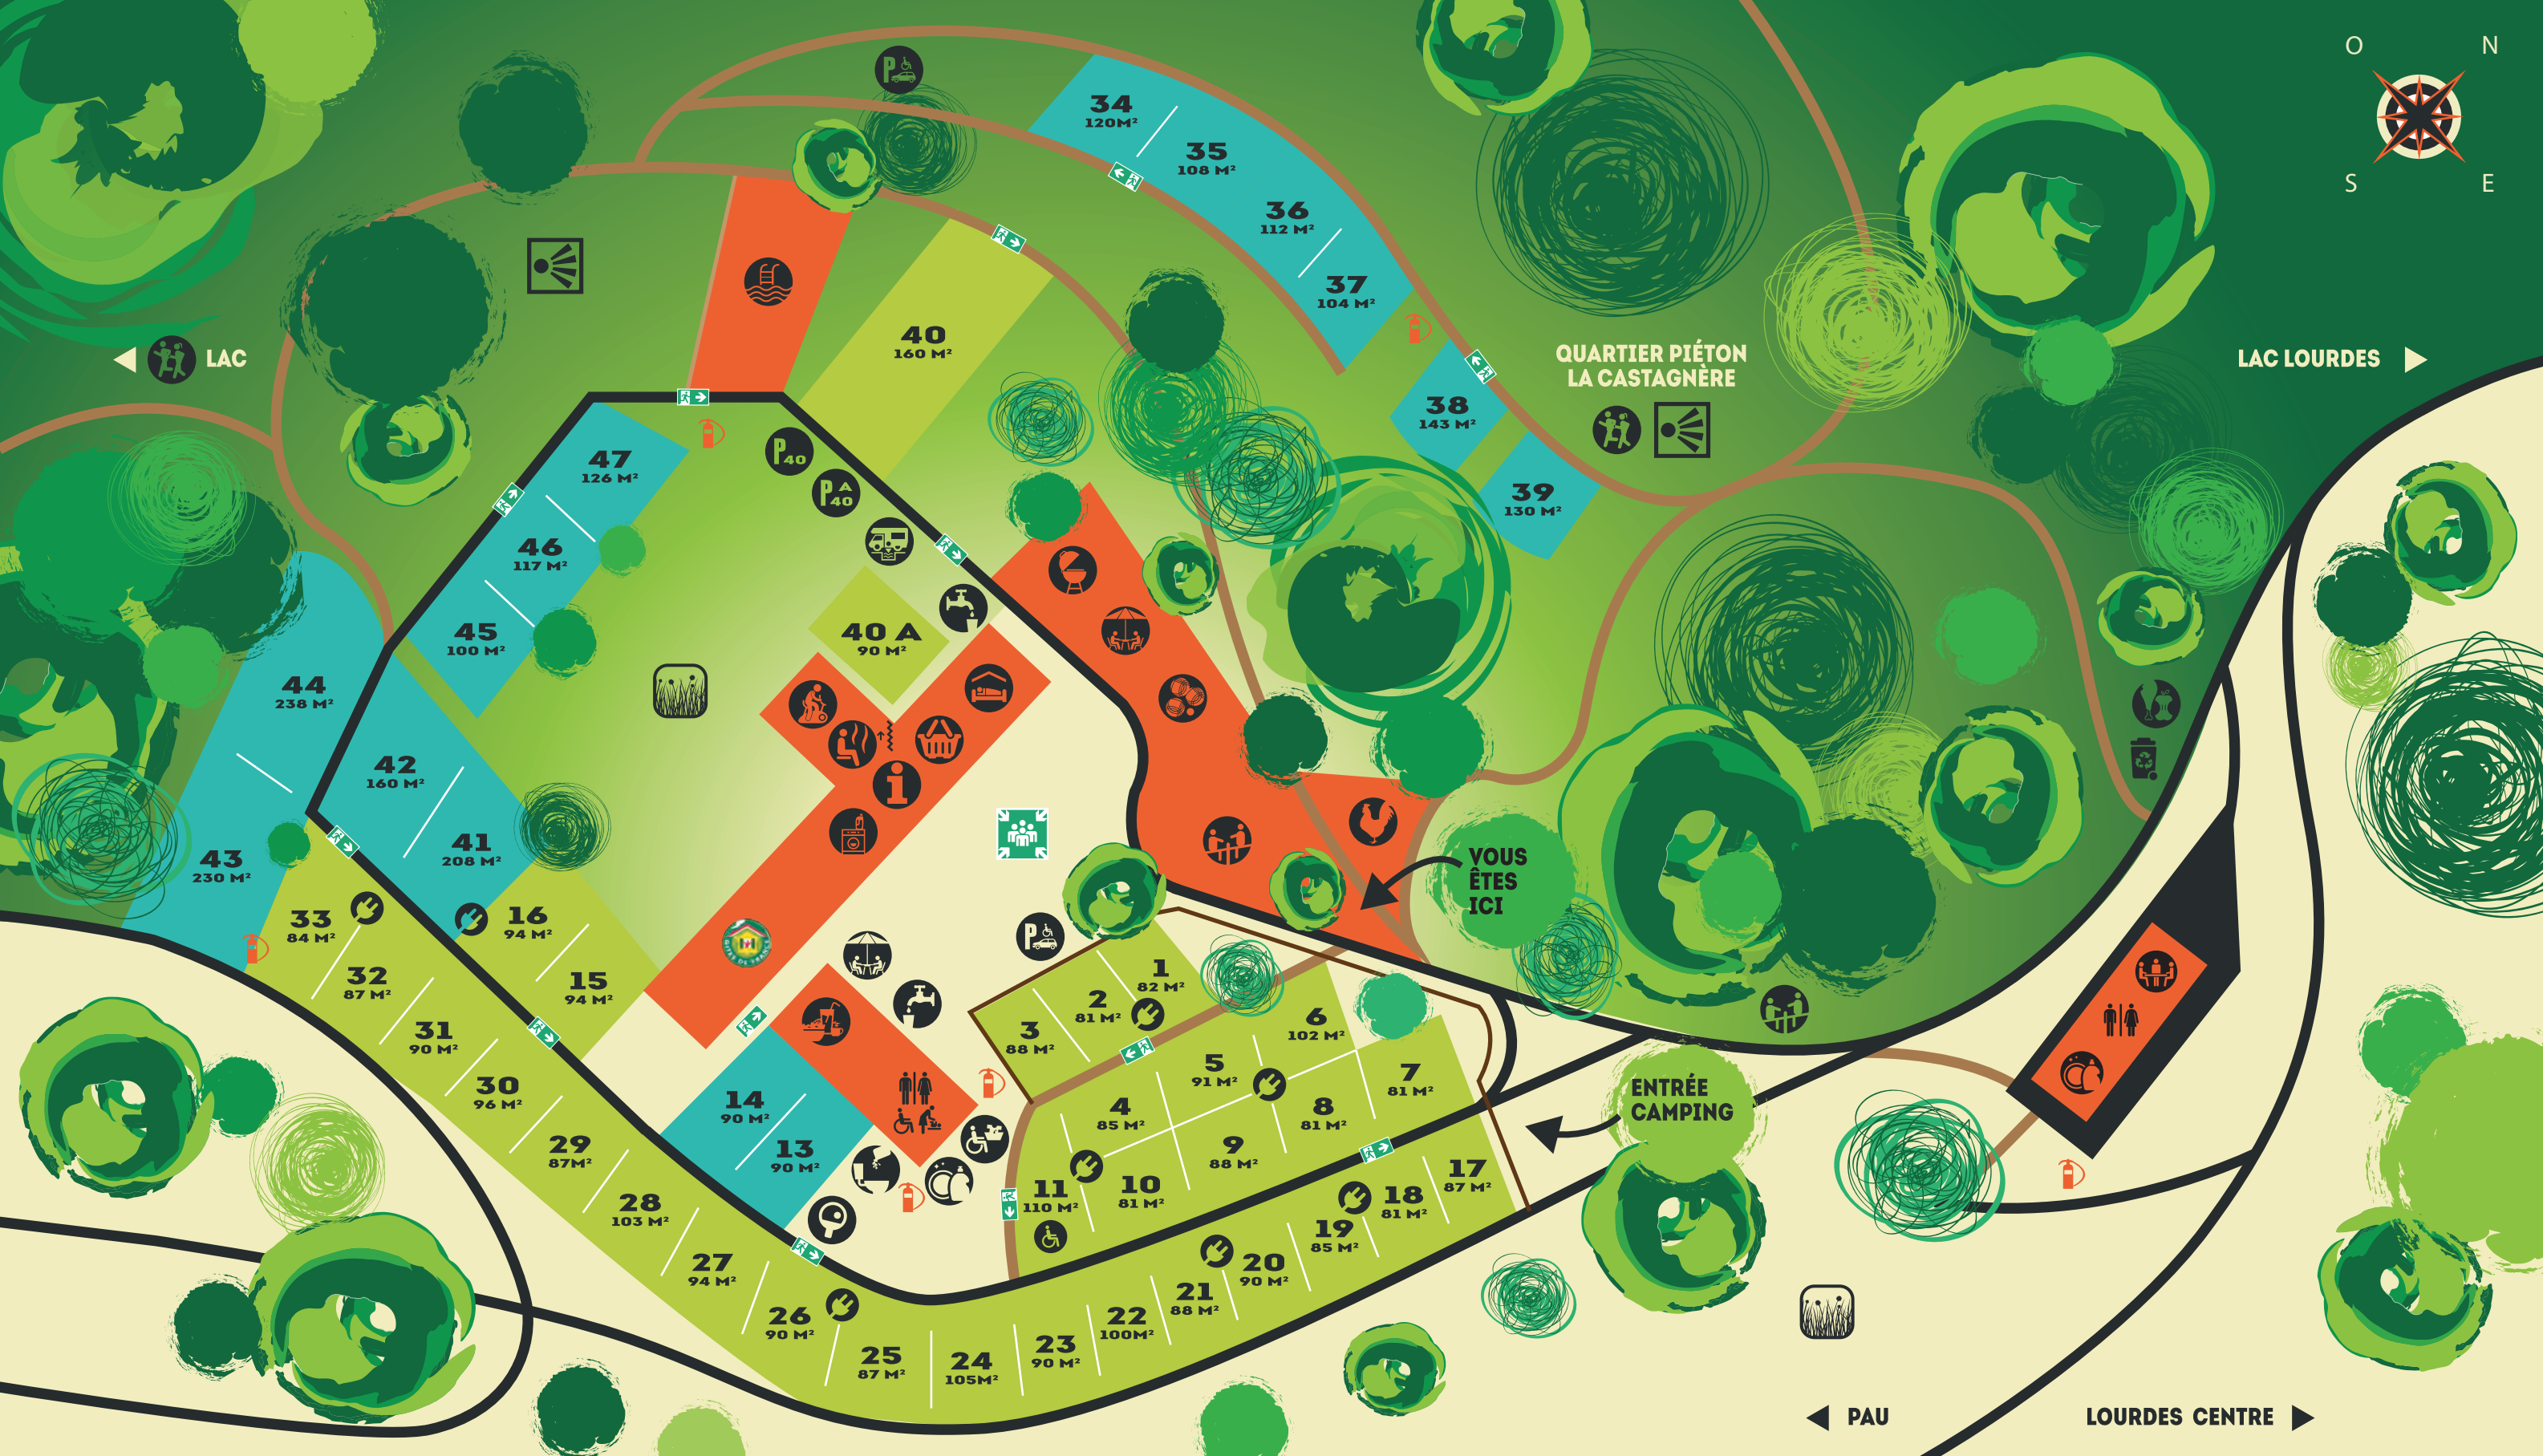 O N
S E
34
120M²
35
108 M²
36
112 M²
37
104 M²
QUARTIER PIÉTON
LA CASTAGNÈRE
LAC
LAC LOURDES
40
160 M²
38
143 M²
39
130 M²
47
126 M²
46
117 M²
45
100 M²
P 40
P A 40
40 A
90 M²
44
238 M²
42
160 M²
41
208 M²
43
230 M²
VOUS
ÊTES
ICI
33
84 M²
32
87 M²
31
90 M²
30
96 M²
29
87M²
28
103 M²
27
94 M²
26
90 M²
25
87 M²
24
105M²
23
90 M²
22
100M²
21
88 M²
20
90 M²
19
85 M²
18
81 M²
17
87 M²
16
94 M²
15
94 M²
14
90 M²
13
90 M²
P
P
i
1
82 M²
2
81 M²
3
88 M²
4
85 M²
5
91 M²
6
102 M²
7
81 M²
8
81 M²
9
88 M²
10
81 M²
11
110 M²
ENTRÉE
CAMPING
PAU
LOURDES CENTRE